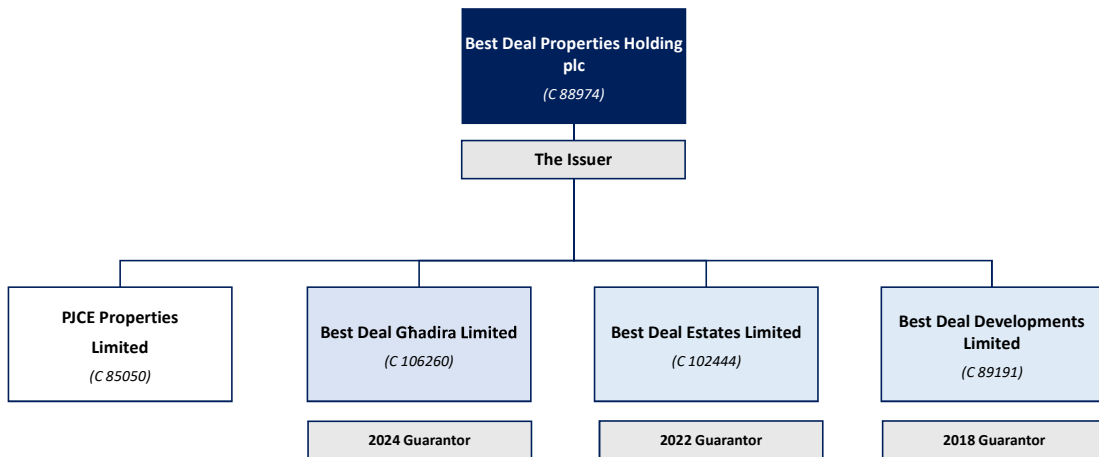 Best Deal Properties Holding
plc
(C 88974)
The Issuer
PJCE Properties
Limited
(C 85050)
Best Deal Għadira Limited
(C 106260)
Best Deal Estates Limited
(C 102444)
Best Deal Developments
Limited
(C 89191)
2024 Guarantor
2022 Guarantor
2018 Guarantor